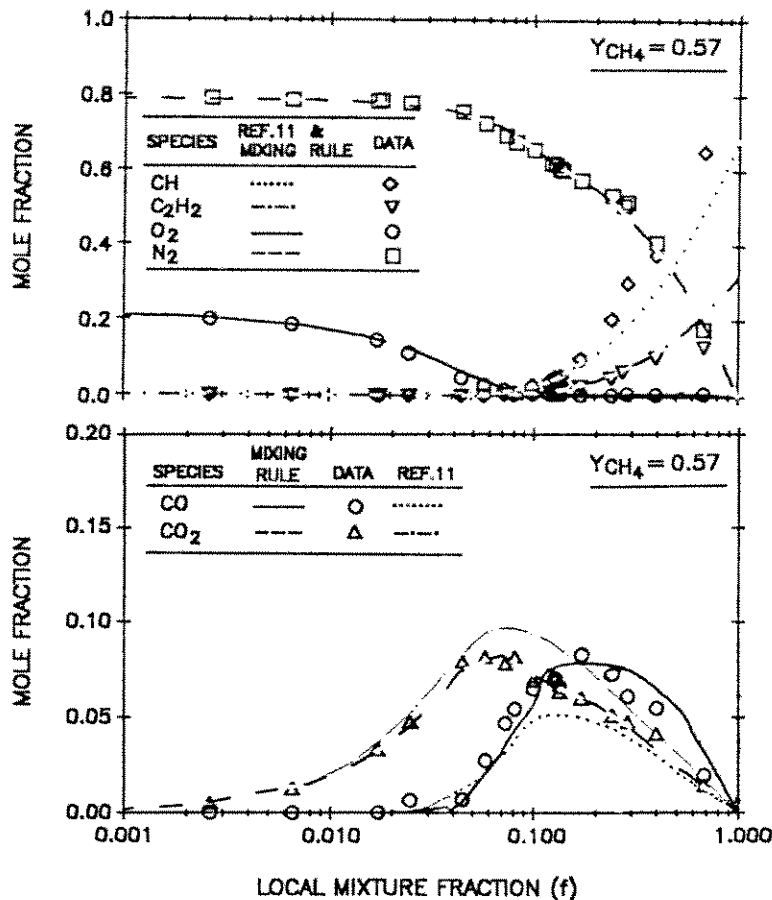 1.0
0.8
0.6
0.4
0.2
0.0
MOLE FRACTION
Y_CH4 = 0.57
SPECIES REF.11 & MIXING RULE DATA
CH
C2H2
O2
N2
0.20
0.15
0.10
0.05
0.00
MOLE FRACTION
Y_CH4 = 0.57
SPECIES MIXING RULE DATA REF.11
CO
CO2
0.001 0.010 0.100 1.000
LOCAL MIXTURE FRACTION (f)